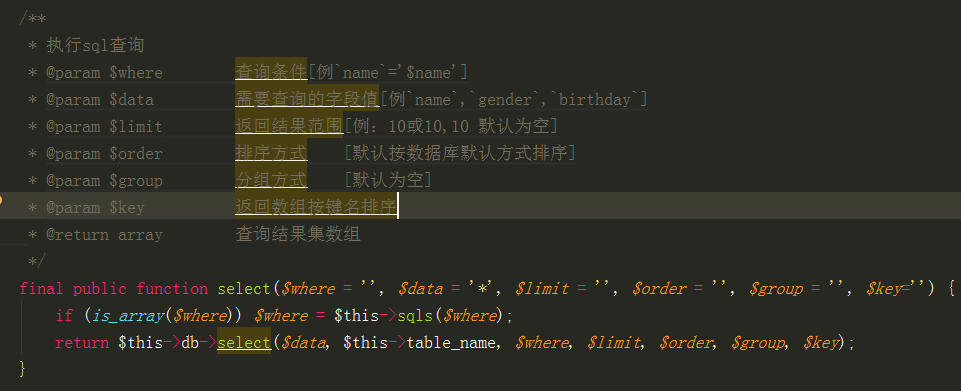 /**
 * 执行sql查询
 * @param $where        查询条件[例`name`='$name']
 * @param $data         需要查询的字段值[例`name`,`gender`,`birthday`]
 * @param $limit        返回结果范围[例：10或10,10 默认为空]
 * @param $order        排序方式    [默认按数据库默认方式排序]
 * @param $group        分组方式    [默认为空]
 * @param $key          返回数组按键名排序
 * @return array        查询结果集数组
 */
final public function select($where = '', $data = '*', $limit = '', $order = '', $group = '', $key='') {
    if (is_array($where)) $where = $this->sqls($where);
    return $this->db->select($data, $this->table_name, $where, $limit, $order, $group, $key);
}